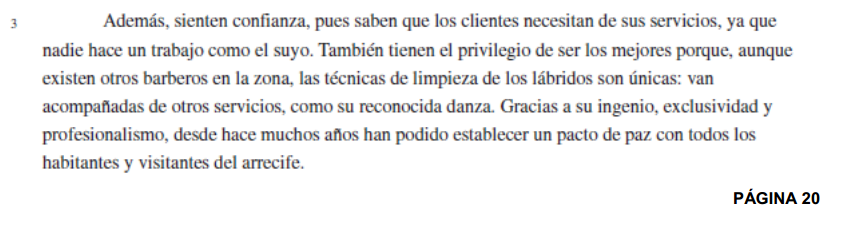 3 Además, sienten confianza, pues saben que los clientes necesitan de sus servicios, ya que
nadie hace un trabajo como el suyo. También tienen el privilegio de ser los mejores porque, aunque
existen otros barberos en la zona, las técnicas de limpieza de los lábridos son únicas: van
acompañadas de otros servicios, como su reconocida danza. Gracias a su ingenio, exclusividad y
profesionalismo, desde hace muchos años han podido establecer un pacto de paz con todos los
habitantes y visitantes del arrecife.
PÁGINA 20